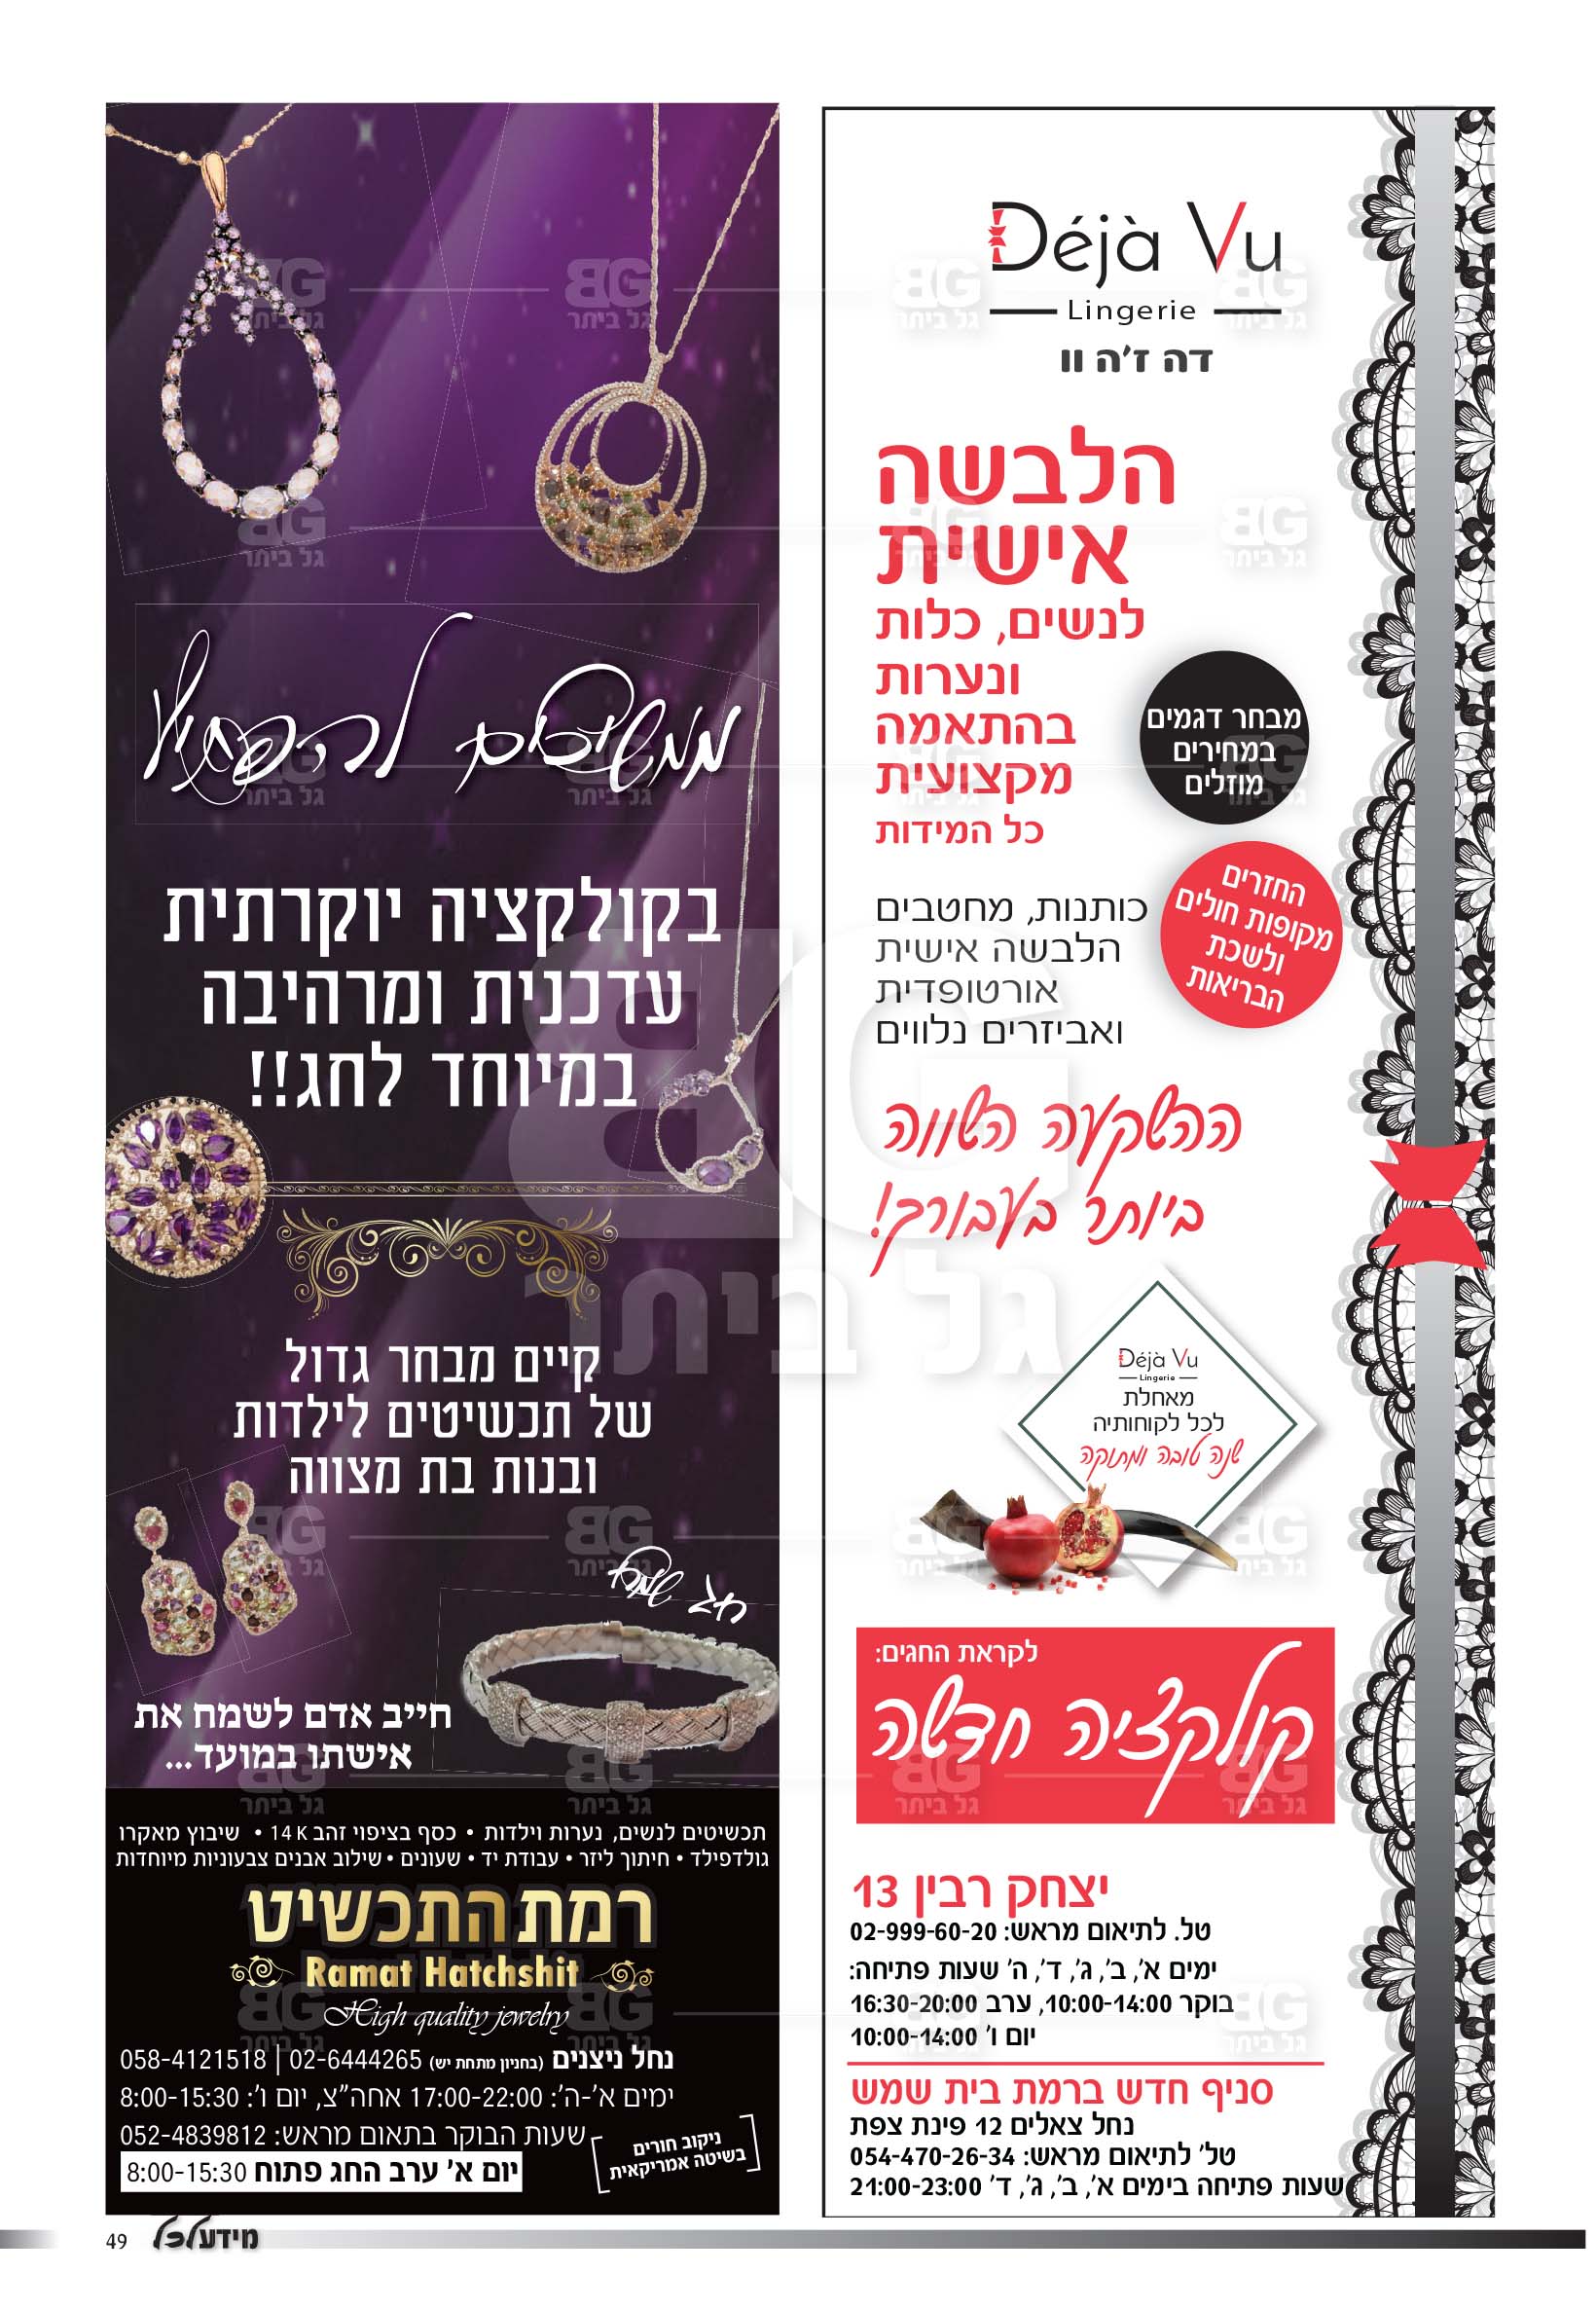 Déjà Vu
Lingerie
דה ז'ה וו
הלבשה
אישית
לנשים, כלות
ונערות
בהתאמה
מקצועית
כל המידות
מבחר דגמים
במחירים
מוזלים
החזרים
מקופות חולים
ולשכת
הבריאות
כותנות, מחטבים
הלבשה אישית
אורטופדית
ואביזרים נלווים
ההשקעה השווה
ביותר בעבורך!
Déjà Vu
Lingerie
מאחלת
לכל לקוחותיה
שנה טובה ומתוקה
לקראת החגים:
קולקציה חדשה
יצחק רבין 13
טל. לתיאום מראש: 02-999-60-20
ימים א', ב', ג', ד', ה' שעות פתיחה:
בוקר 10:00-14:00, ערב 16:30-20:00
יום ו' 10:00-14:00
סניף חדש ברמת בית שמש
נחל צאלים 12 פינת צפת
טל' לתיאום מראש: 054-470-26-34
שעות פתיחה בימים א', ב', ג', ד' 21:00-23:00
ממשיכים להפתיע
בקולקציה יוקרתית
עדכנית ומרהיבה
במיוחד לחג!!
קיים מבחר גדול
של תכשיטים לילדות
ובנות בת מצווה
חג שמח
חייב אדם לשמח את
אישתו במועד...
תכשיטים לנשים, נערות וילדות • כסף בציפוי זהב 14K • שיבוץ מאקרו
גולדפילד • חיתוך ליזר • עבודת יד • שעונים • שילוב אבנים צבעוניות מיוחדות
רמת התכשיט
Ramat Hatchshit
High quality jewelry
נחל ניצנים (בחניון מתחת יש) 02-6444265 | 058-4121518
ימים א'-ה': 17:00-22:00 אחה"צ, יום ו': 8:00-15:30
שעות הבוקר בתאום מראש: 052-4839812
יום א' ערב החג פתוח 8:00-15:30
ניקוב חורים
בשיטה אמריקאית
BG
גל ביתר
מידע לכל
49